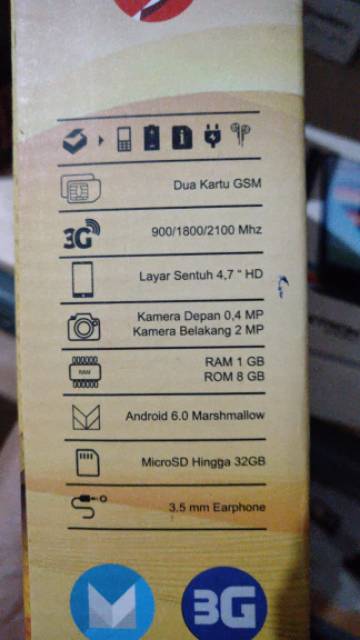 Dua Kartu GSM
3G 900/1800/2100 Mhz
Layar Sentuh 4,7 " HD
Kamera Depan 0,4 MP
Kamera Belakang 2 MP
RAM
RAM 1 GB
ROM 8 GB
Android 6.0 Marshmallow
MicroSD Hingga 32GB
3.5 mm Earphone
3G